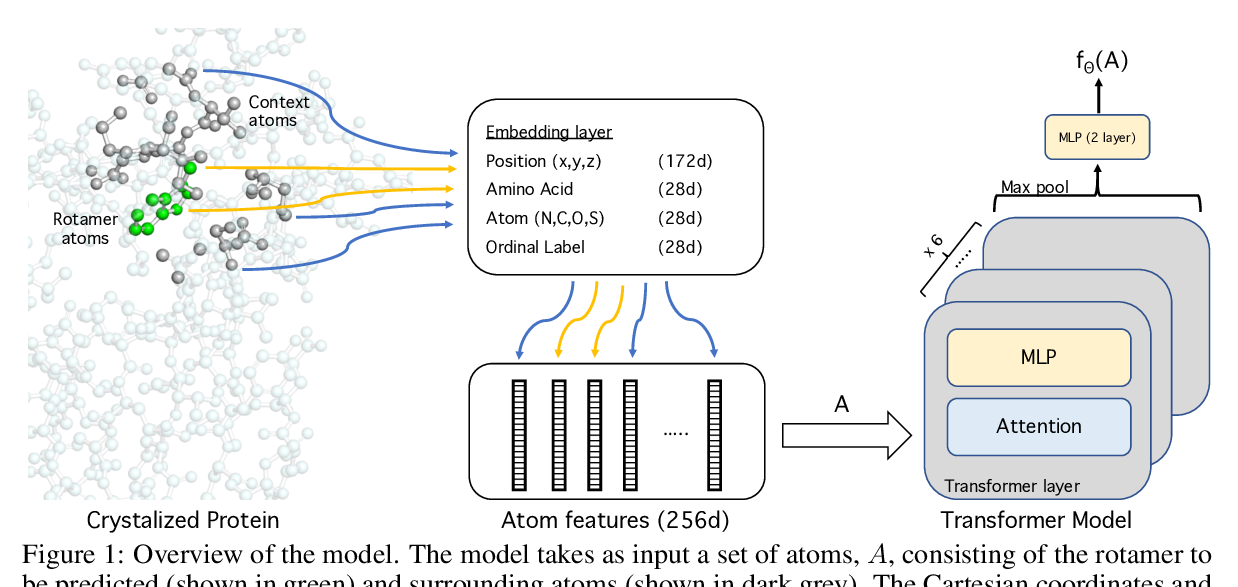 Context
atoms
Rotamer
atoms
Crystalized Protein
Embedding layer
Position (x,y,z) (172d)
Amino Acid (28d)
Atom (N,C,O,S) (28d)
Ordinal Label (28d)
.....
Atom features (256d)
A
fΘ(A)
MLP (2 layer)
Max pool
x 6
.....
MLP
Attention
Transformer layer
Transformer Model
Figure 1: Overview of the model. The model takes as input a set of atoms, A, consisting of the rotamer to
be predicted (shown in green) and surrounding atoms (shown in dark grey). The Cartesian coordinates and